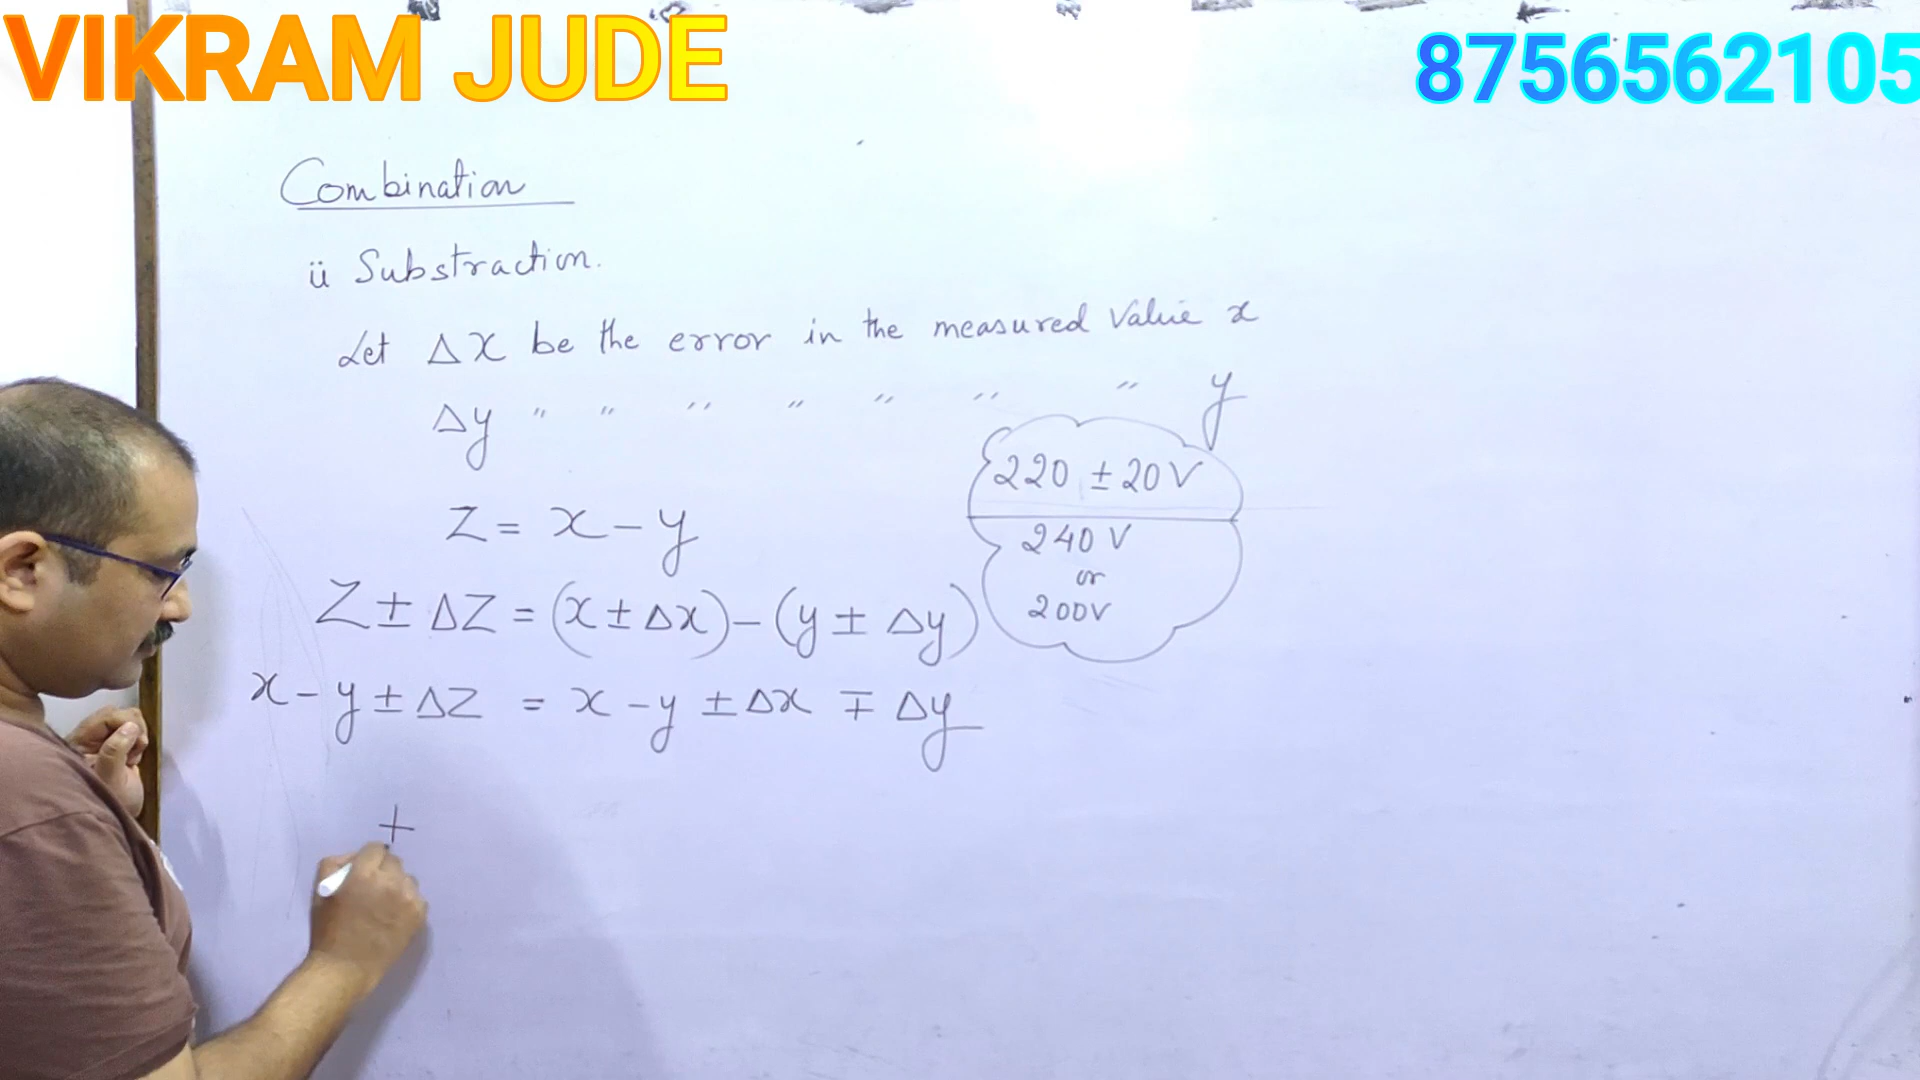 VIKRAM JUDE
8756562105
Combination
ii Substraction.
Let Δx be the error in the measured Value x
Δy " " " " " " " y
220 ± 20V
240 V
or
200V
Z = x - y
Z ± ΔZ = (x ± Δx) - (y ± Δy)
x - y ± ΔZ = x - y ± Δx ∓ Δy
+